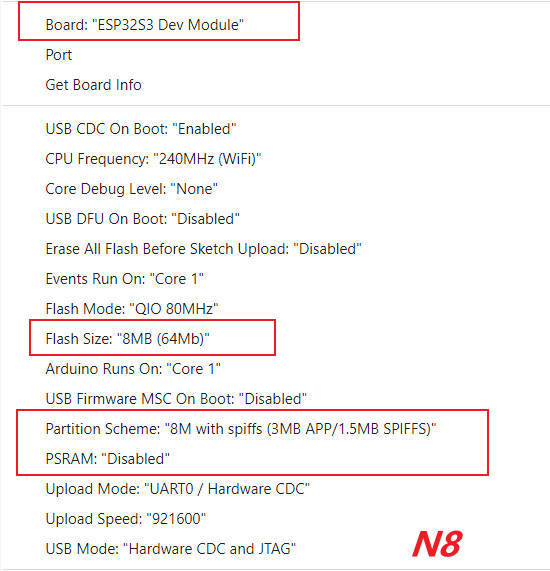 Board: "ESP32S3 Dev Module"
Port
Get Board Info
USB CDC On Boot: "Enabled"
CPU Frequency: "240MHz (WiFi)"
Core Debug Level: "None"
USB DFU On Boot: "Disabled"
Erase All Flash Before Sketch Upload: "Disabled"
Events Run On: "Core 1"
Flash Mode: "QIO 80MHz"
Flash Size: "8MB (64Mb)"
Arduino Runs On: "Core 1"
USB Firmware MSC On Boot: "Disabled"
Partition Scheme: "8M with spiffs (3MB APP/1.5MB SPIFFS)"
PSRAM: "Disabled"
Upload Mode: "UART0 / Hardware CDC"
Upload Speed: "921600"
USB Mode: "Hardware CDC and JTAG"
N8